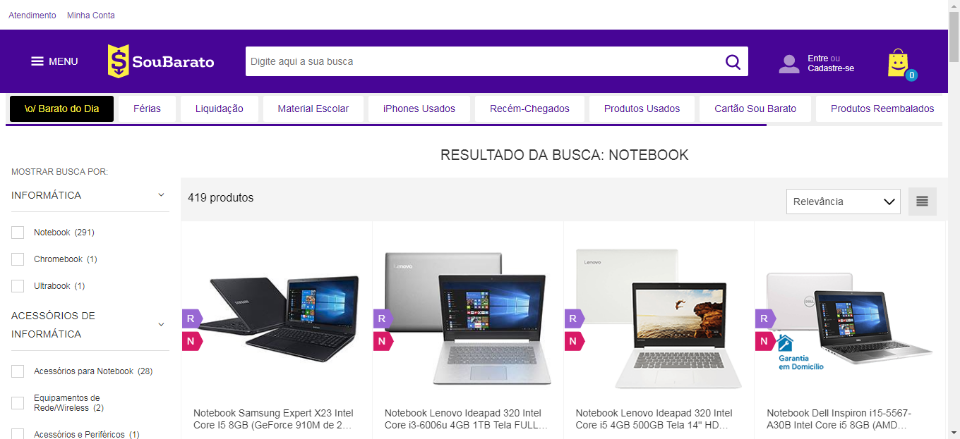 Atendimento Minha Conta
MENU SouBarato Digite aqui a sua busca Entre ou
Cadastre-se
0
\o/ Barato do Dia Férias Liquidação Material Escolar iPhones Usados Recém-Chegados Produtos Usados Cartão Sou Barato Produtos Reembalados
RESULTADO DA BUSCA: NOTEBOOK
MOSTRAR BUSCA POR:
INFORMÁTICA
419 produtos Relevância
Notebook (291)
Chromebook (1)
Ultrabook (1)
ACESSÓRIOS DE
INFORMÁTICA
Acessórios para Notebook (28)
Equipamentos de
Rede/Wireless (2)
Acessórios e Periféricos (1)
SAMSUNG
Lenovo
Lenovo
DELL
R R R R
N N N N
Garantia
em Domicílio
Notebook Samsung Expert X23 Intel
Core I5 8GB (GeForce 910M de 2...
Notebook Lenovo Ideapad 320 Intel
Core i3-6006u 4GB 1TB Tela FULL...
Notebook Lenovo Ideapad 320 Intel
Core i5 4GB 500GB Tela 14" HD...
Notebook Dell Inspiron i15-5567-
A30B Intel Core i5 8GB (AMD...